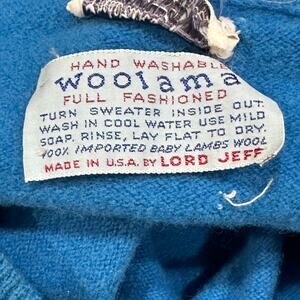 HAND WASHABLE
woolama
FULL FASHIONED
TURN SWEATER INSIDE OUT.
WASH IN COOL WATER USE MILD
SOAP, RINSE, LAY FLAT TO DRY.
100% IMPORTED BABY LAMBS WOOL
MADE IN U.S.A. BY LORD JEFF